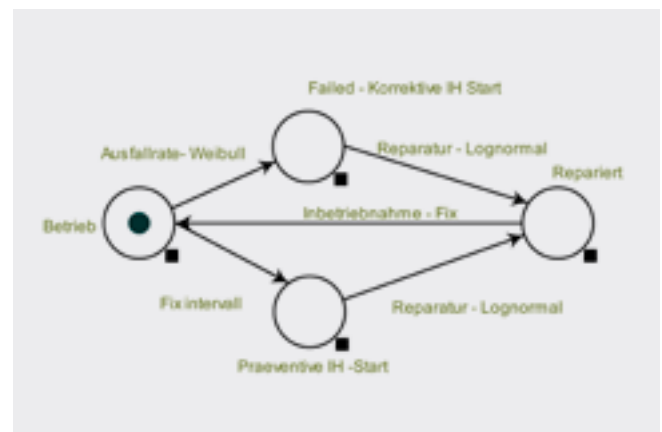 Failed - Korrektive IH Start
Ausfallrate- Weibull
Reparatur - Lognormal
Repariert
Betrieb
Inbetriebnahme - Fix
Fix intervall
Reparatur - Lognormal
Praeventive IH -Start